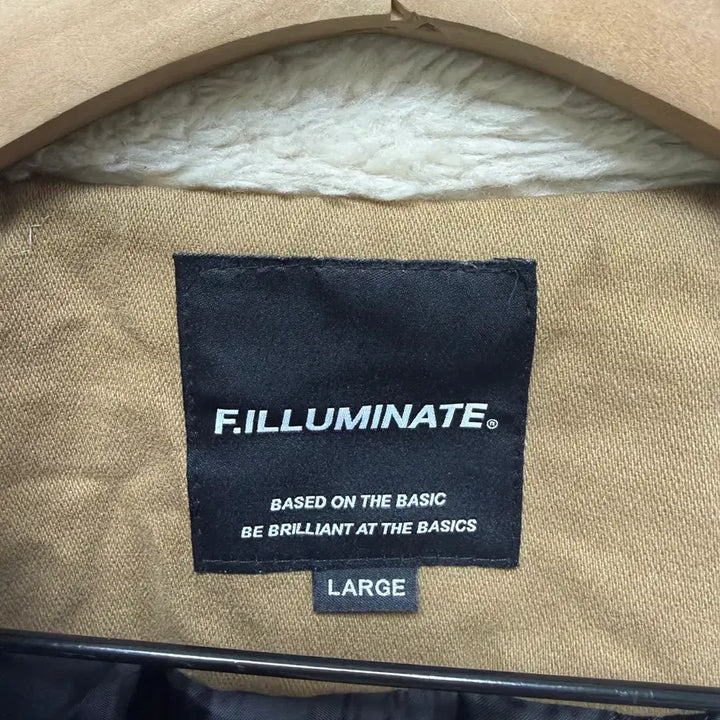 F.ILLUMINATE®
BASED ON THE BASIC
BE BRILLIANT AT THE BASICS
LARGE